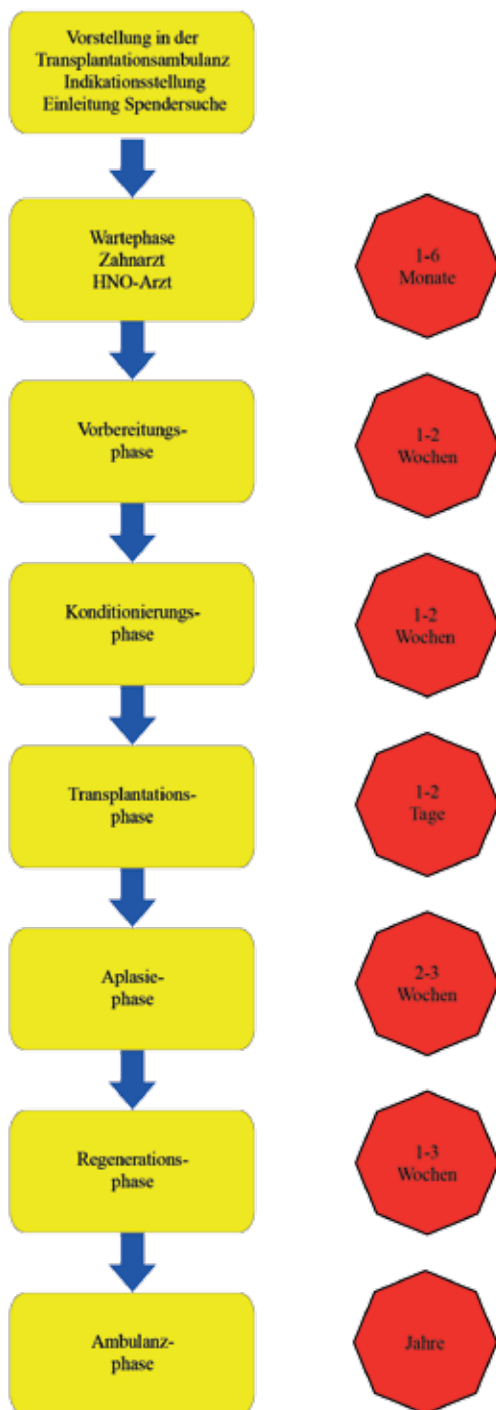 Vorstellung in der
Transplantationsambulanz
Indikationsstellung
Einleitung Spendersuche
Wartephase
Zahnarzt
HNO-Arzt
1-6
Monate
Vorbereitungs-
phase
1-2
Wochen
Konditionierungs-
phase
1-2
Wochen
Transplantations-
phase
1-2
Tage
Aplasie-
phase
2-3
Wochen
Regenerations-
phase
1-3
Wochen
Ambulanz-
phase
Jahre